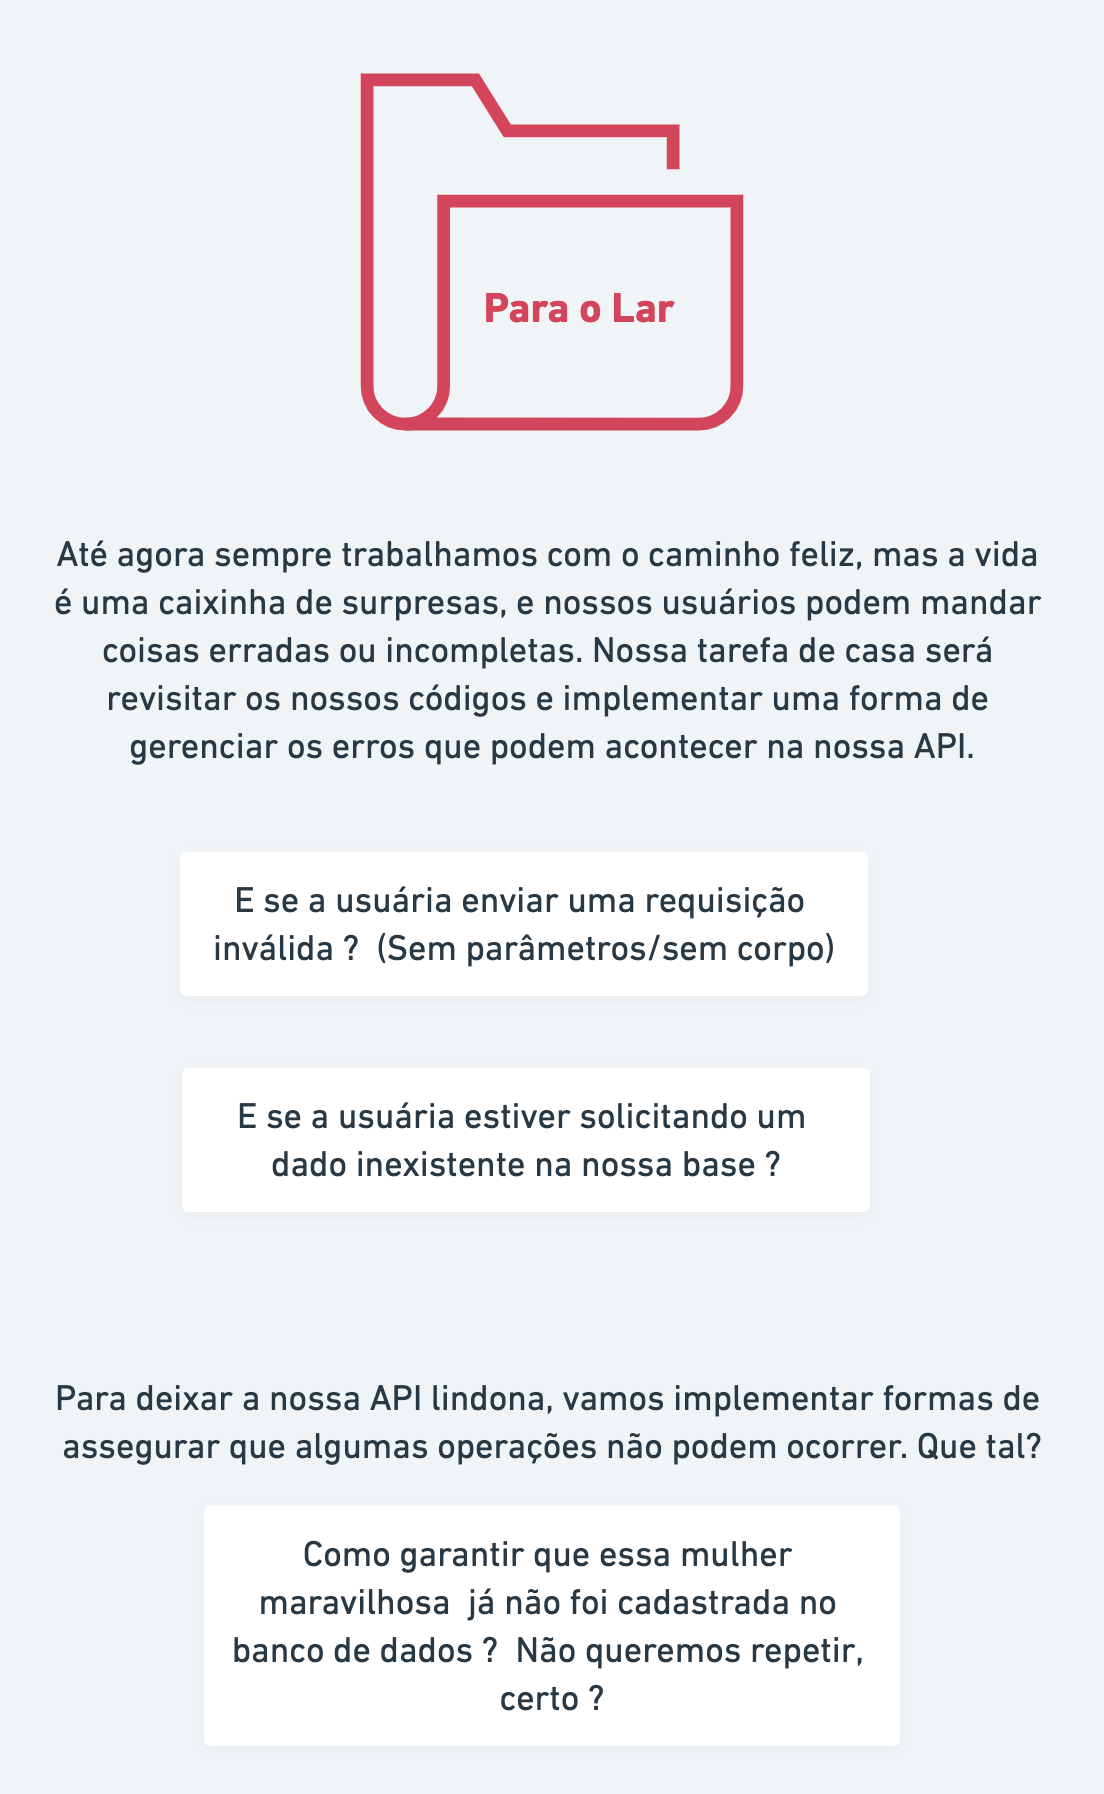 Para o Lar
Até agora sempre trabalhamos com o caminho feliz, mas a vida
é uma caixinha de surpresas, e nossos usuários podem mandar
coisas erradas ou incompletas. Nossa tarefa de casa será
revisitar os nossos códigos e implementar uma forma de
gerenciar os erros que podem acontecer na nossa API.
E se a usuária enviar uma requisição
inválida ?  (Sem parâmetros/sem corpo)
E se a usuária estiver solicitando um
dado inexistente na nossa base ?
Para deixar a nossa API lindona, vamos implementar formas de
assegurar que algumas operações não podem ocorrer. Que tal?
Como garantir que essa mulher
maravilhosa  já não foi cadastrada no
banco de dados ?  Não queremos repetir,
certo ?